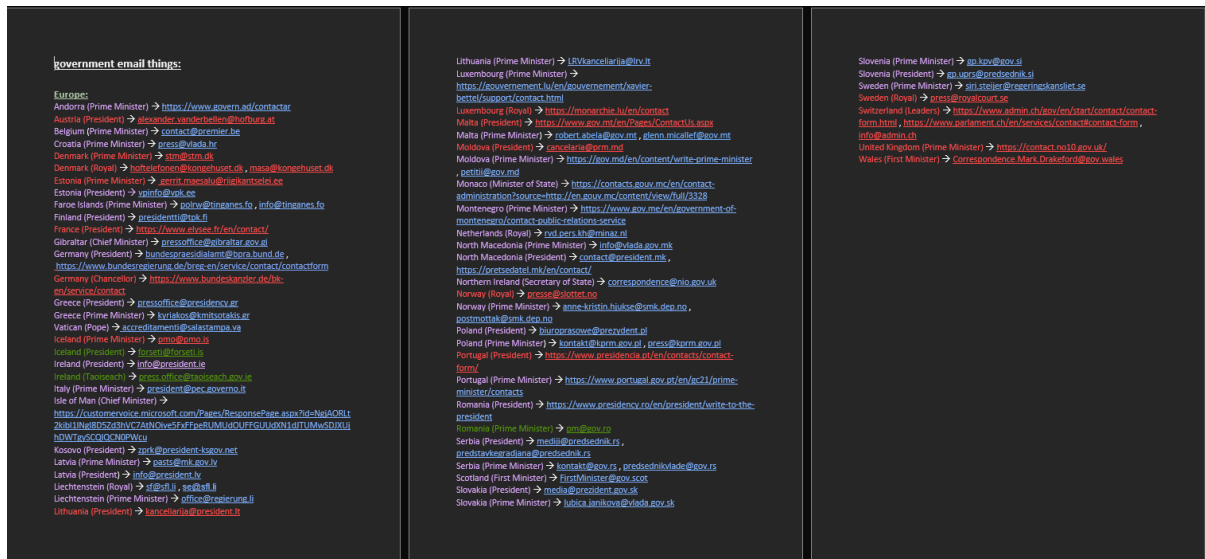 government email things:
Europe:
Andorra (Prime Minister) → https://www.govern.ad/contactar
Austria (President) → alexander.vanderbellen@hofburg.at
Belgium (Prime Minister) → contact@premier.be
Croatia (Prime Minister) → press@vlada.hr
Denmark (Prime Minister) → stm@stm.dk
Denmark (Royal) → hoftelefonen@kongehuset.dk , masa@kongehuset.dk
Estonia (Prime Minister) → gerrit.maesalu@riigikantselei.ee
Estonia (President) → vpinfo@vpk.ee
Faroe Islands (Prime Minister) → polrw@tinganes.fo , info@tinganes.fo
Finland (President) → presidentti@tpk.fi
France (President) → https://www.elysee.fr/en/contact/
Gibraltar (Chief Minister) → pressoffice@gibraltar.gov.gi
Germany (President) → bundespraesidialamt@bpra.bund.de ,
https://www.bundesregierung.de/breg-en/service/contact/contactform
Germany (Chancellor) → https://www.bundeskanzler.de/bk-
en/service/contact
Greece (President) → pressoffice@presidency.gr
Greece (Prime Minister) → kyriakos@kmitsotakis.gr
Vatican (Pope) → accreditamenti@salastampa.va
Iceland (Prime Minister) → pmo@pmo.is
Iceland (President) → forseti@forseti.is
Ireland (President) → info@president.ie
Ireland (Taoiseach) → press.office@taoiseach.gov.ie
Italy (Prime Minister) → president@pec.governo.it
Isle of Man (Chief Minister) →
Kosovo (President) → zprk@president-ksgov.net
Latvia (Prime Minister) → pasts@mk.gov.lv
Latvia (President) → info@president.lv
Liechtenstein (Royal) → sf@sfl.li , se@sfl.li
Liechtenstein (Prime Minister) → office@regierung.li
Lithuania (President) → kanceliarija@president.lt
Lithuania (Prime Minister) → LRVkanceliarija@lrv.lt
Luxembourg (Prime Minister) →
https://gouvernement.lu/en/gouvernement/xavier-
bettel/support/contact.html
Luxembourg (Royal) → https://monarchie.lu/en/contact
Malta (President) → https://www.gov.mt/en/Pages/ContactUs.aspx
Malta (Prime Minister) → robert.abela@gov.mt , glenn.micallef@gov.mt
Moldova (President) → cancelaria@prm.md
Moldova (Prime Minister) → https://gov.md/en/content/write-prime-minister
, petitii@gov.md
Monaco (Minister of State) → https://contacts.gouv.mc/en/contact-
administration?source=http://en.gouv.mc/content/view/full/3328
Montenegro (Prime Minister) → https://www.gov.me/en/government-of-
montenegro/contact-public-relations-service
Netherlands (Royal) → rvd.pers.kh@minaz.nl
North Macedonia (Prime Minister) → info@vlada.gov.mk
North Macedonia (President) → contact@president.mk ,
https://pretsedatel.mk/en/contact/
Northern Ireland (Secretary of State) → correspondence@nio.gov.uk
Norway (Royal) → presse@slottet.no
Norway (Prime Minister) → anne-kristin.hjukse@smk.dep.no ,
postmottak@smk.dep.no
Poland (President) → biuroprasowe@prezydent.pl
Poland (Prime Minister) → kontakt@kprm.gov.pl , press@kprm.gov.pl
Portugal (President) → https://www.presidencia.pt/en/contacts/contact-
form/
Portugal (Prime Minister) → https://www.portugal.gov.pt/en/gc21/prime-
minister/contacts
Romania (President) → https://www.presidency.ro/en/president/write-to-the-
president
Romania (Prime Minister) → pm@gov.ro
Serbia (President) → mediji@predsednik.rs ,
predstavkegradjana@predsednik.rs
Serbia (Prime Minister) → kontakt@gov.rs , predsednikvlade@gov.rs
Scotland (First Minister) → FirstMinister@gov.scot
Slovakia (President) → media@prezident.gov.sk
Slovakia (Prime Minister) → lubica.janikova@vlada.gov.sk
Slovenia (Prime Minister) → gp.kpv@gov.si
Slovenia (President) → gp.uprs@predsednik.si
Sweden (Prime Minister) → siri.steijer@regeringskansliet.se
Sweden (Royal) → press@royalcourt.se
Switzerland (Leaders) → https://www.admin.ch/gov/en/start/contact/contact-
form.html , https://www.parlament.ch/en/services/contact#contact-form ,
info@admin.ch
United Kingdom (Prime Minister) → https://contact.no10.gov.uk/
Wales (First Minister) → Correspondence.Mark.Drakeford@gov.wales